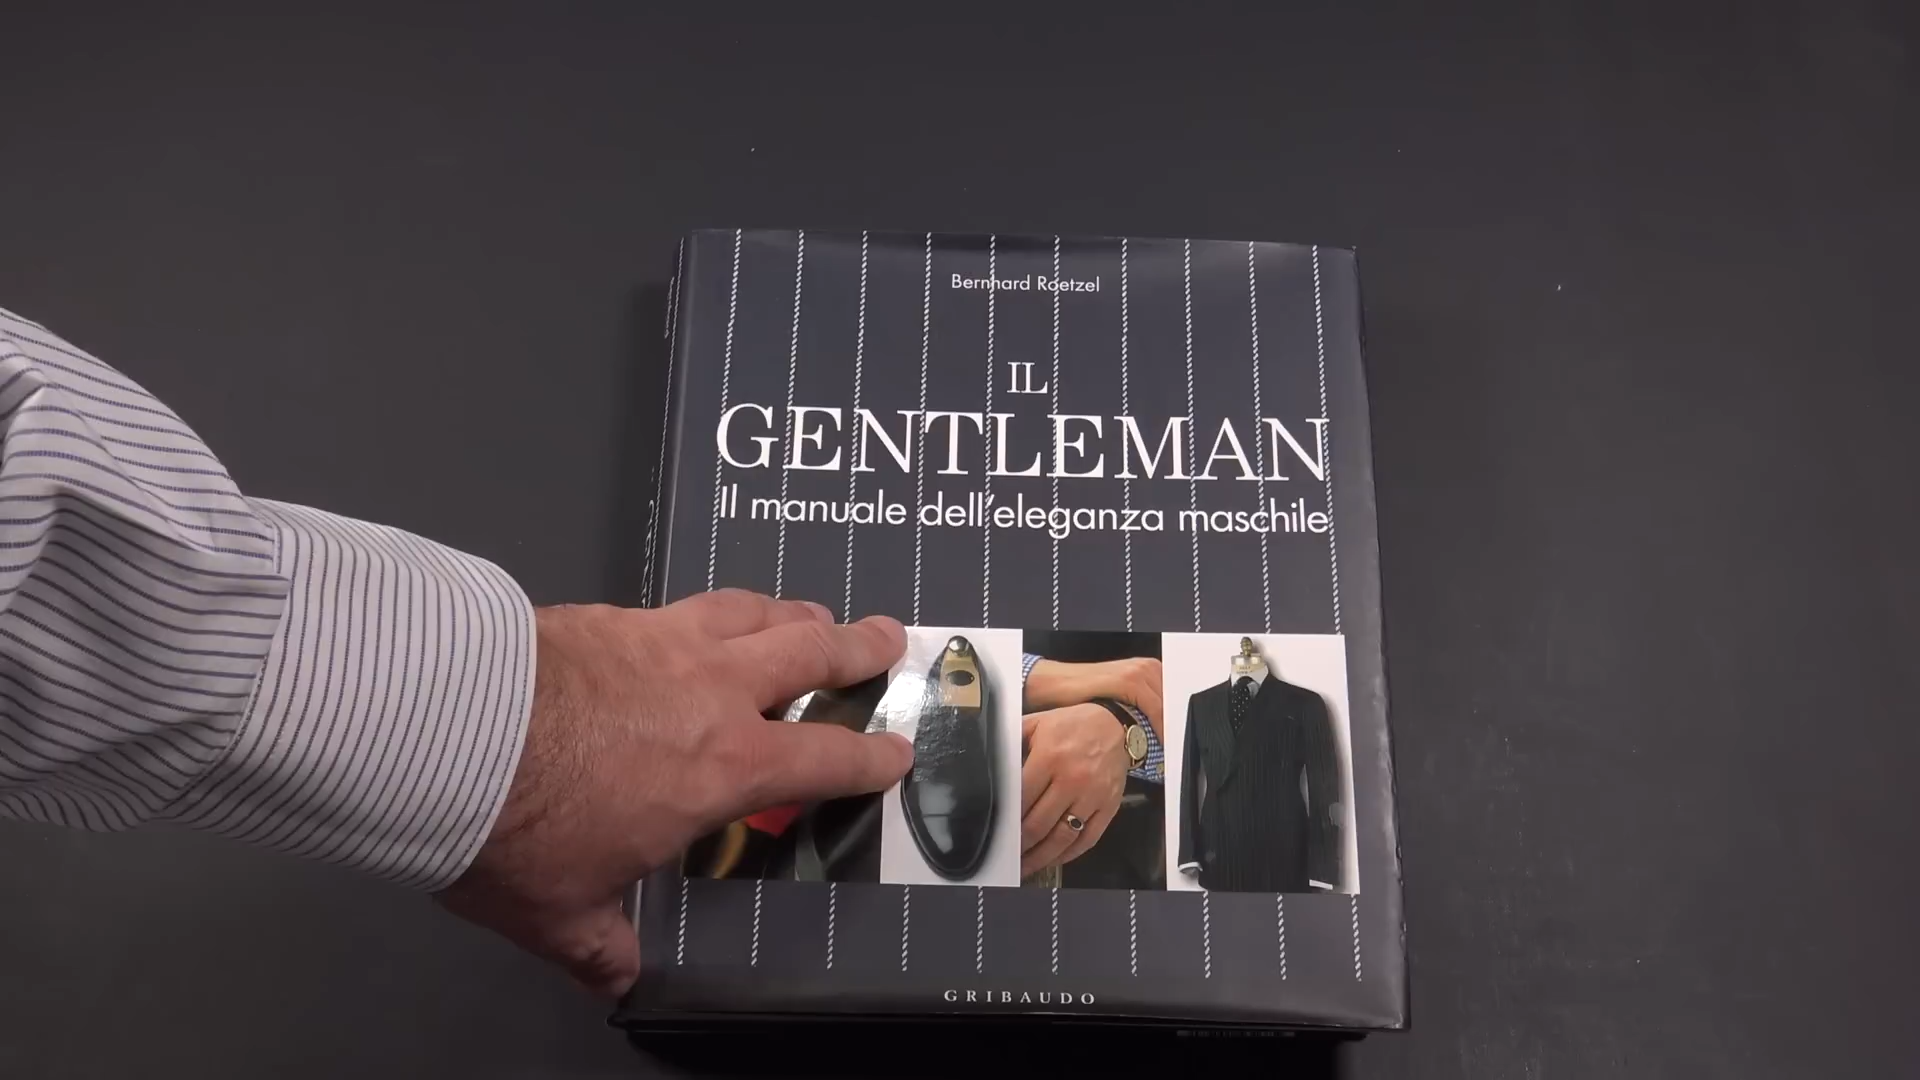 Bernhard Roetzel
IL
GENTLEMAN
Il manuale dell'eleganza maschile
GRIBAUDO